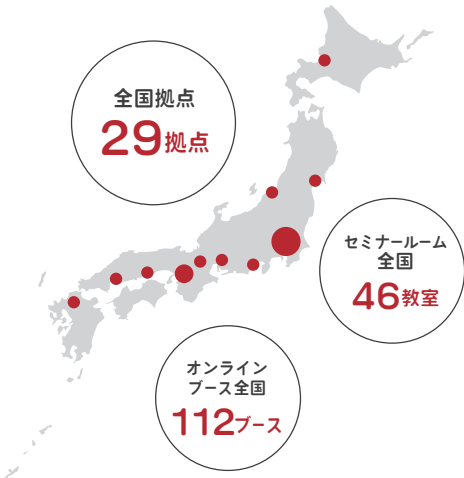 全国拠点
29拠点
セミナールーム
全国
46教室
オンライン
ブース全国
112ブース